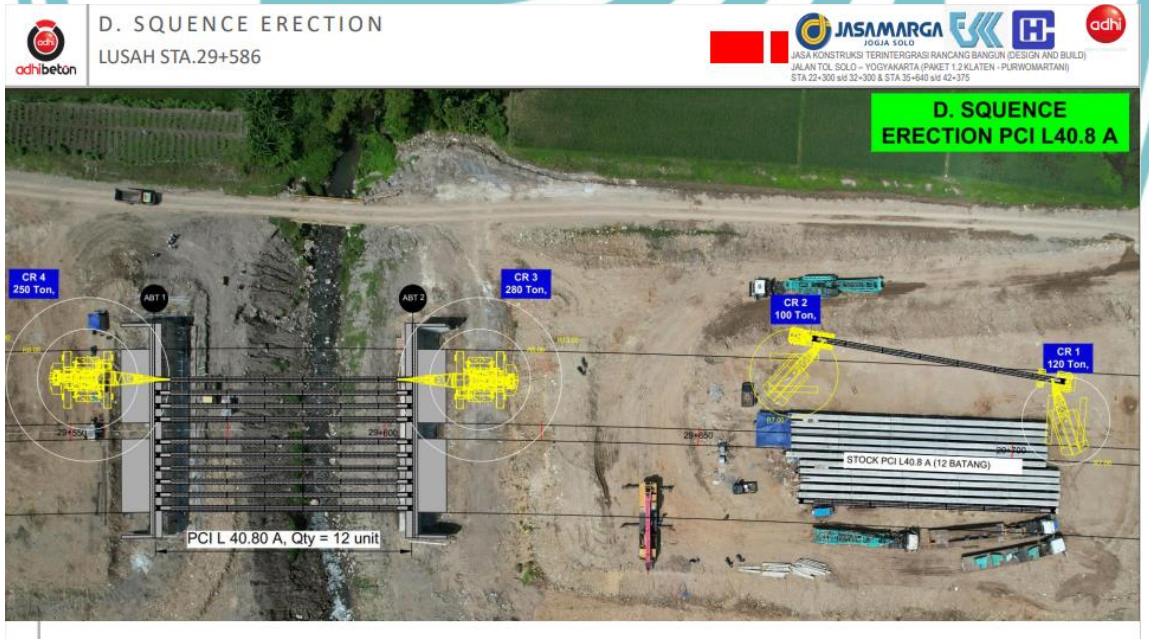 adhi
adhibeton
D. SQUENCE ERECTION
LUSAH STA.29+586
JASAMARGA
JOGJA SOLO
adhi
JASA KONSTRUKSI TERINTERGRASI RANCANG BANGUN (DESIGN AND BUILD)
JALAN TOL SOLO – YOGYAKARTA (PAKET 1.2 KLATEN - PURWOMARTANI)
STA 22+300 s/d 32+300 & STA 35+640 s/d 42+375
D. SQUENCE
ERECTION PCI L40.8 A
CR 4
250 Ton,
ABT 1
ABT 2
CR 3
280 Ton,
CR 2
100 Ton,
CR 1
120 Ton,
29+550
29+600
29+650
29+700
R7.00
STOCK PCI L40.8 A (12 BATANG)
PCI L 40.80 A, Qty = 12 unit